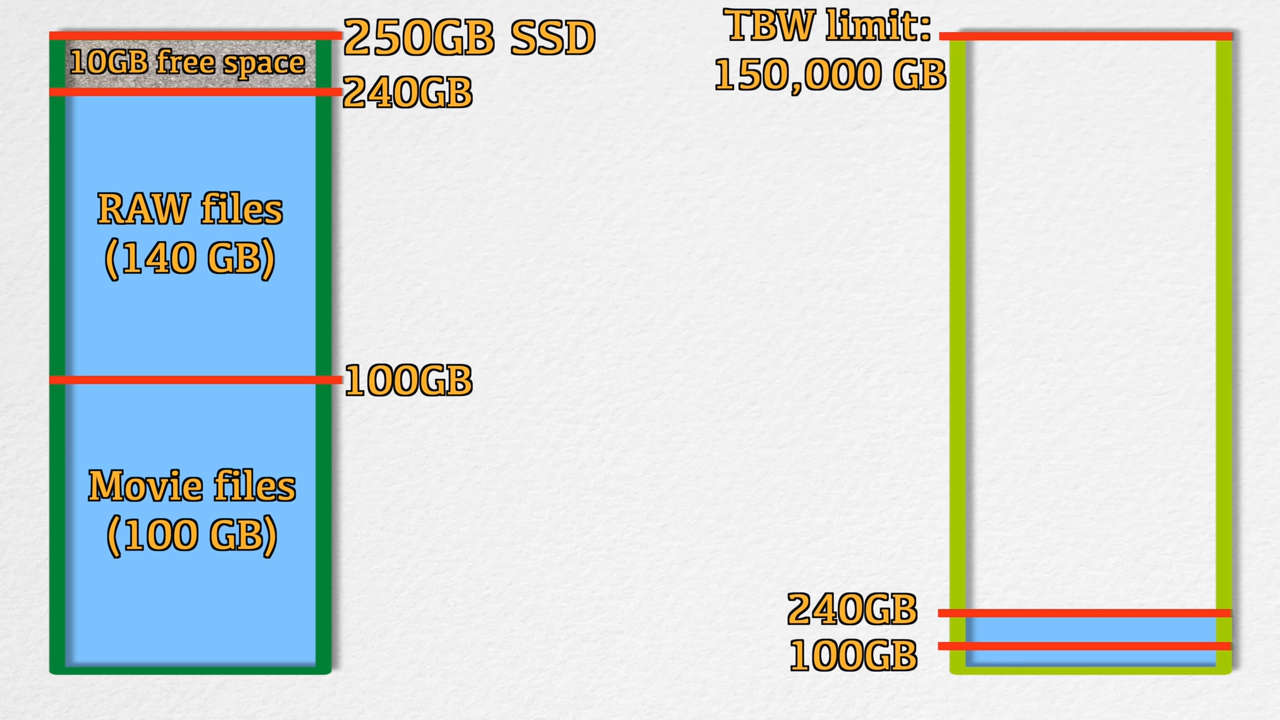 250GB SSD
10GB free space
240GB
RAW files
(140 GB)
100GB
Movie files
(100 GB)
TBW limit:
150,000 GB
240GB
100GB